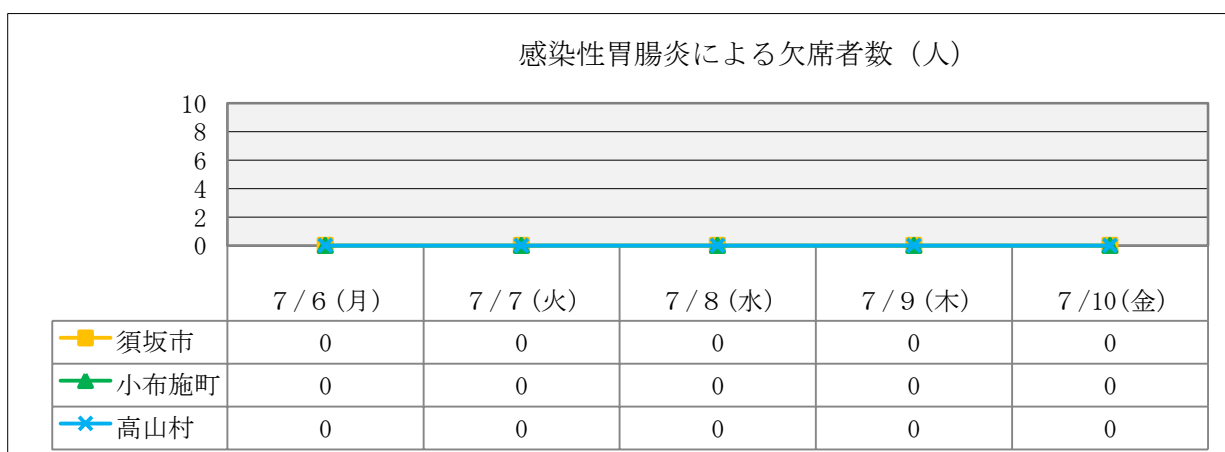 感染性胃腸炎による欠席者数（人）
10
8
6
4
2
0
７/６(月) ７/７(火) ７/８(水) ７/９(木) ７/10(金)
須坂市 0 0 0 0 0
小布施町 0 0 0 0 0
高山村 0 0 0 0 0